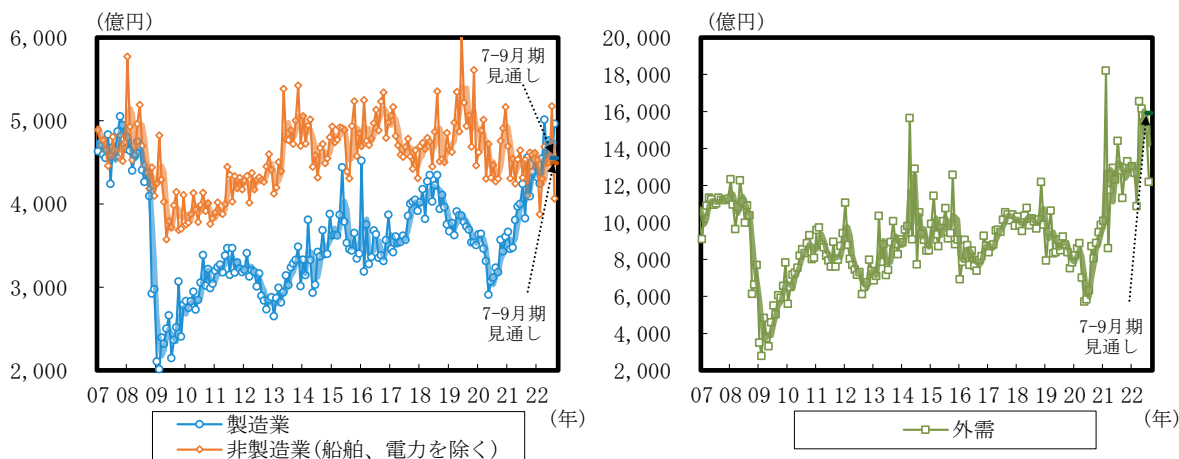 (億円)
6,000
5,000
4,000
3,000
2,000
7-9月期
見通し
7-9月期
見通し
07 08 09 10 11 12 13 14 15 16 17 18 19 20 21 22
(年)
製造業
非製造業(船舶、電力を除く)
(億円)
20,000
18,000
16,000
14,000
12,000
10,000
8,000
6,000
4,000
2,000
7-9月期
見通し
07 08 09 10 11 12 13 14 15 16 17 18 19 20 21 22
(年)
外需